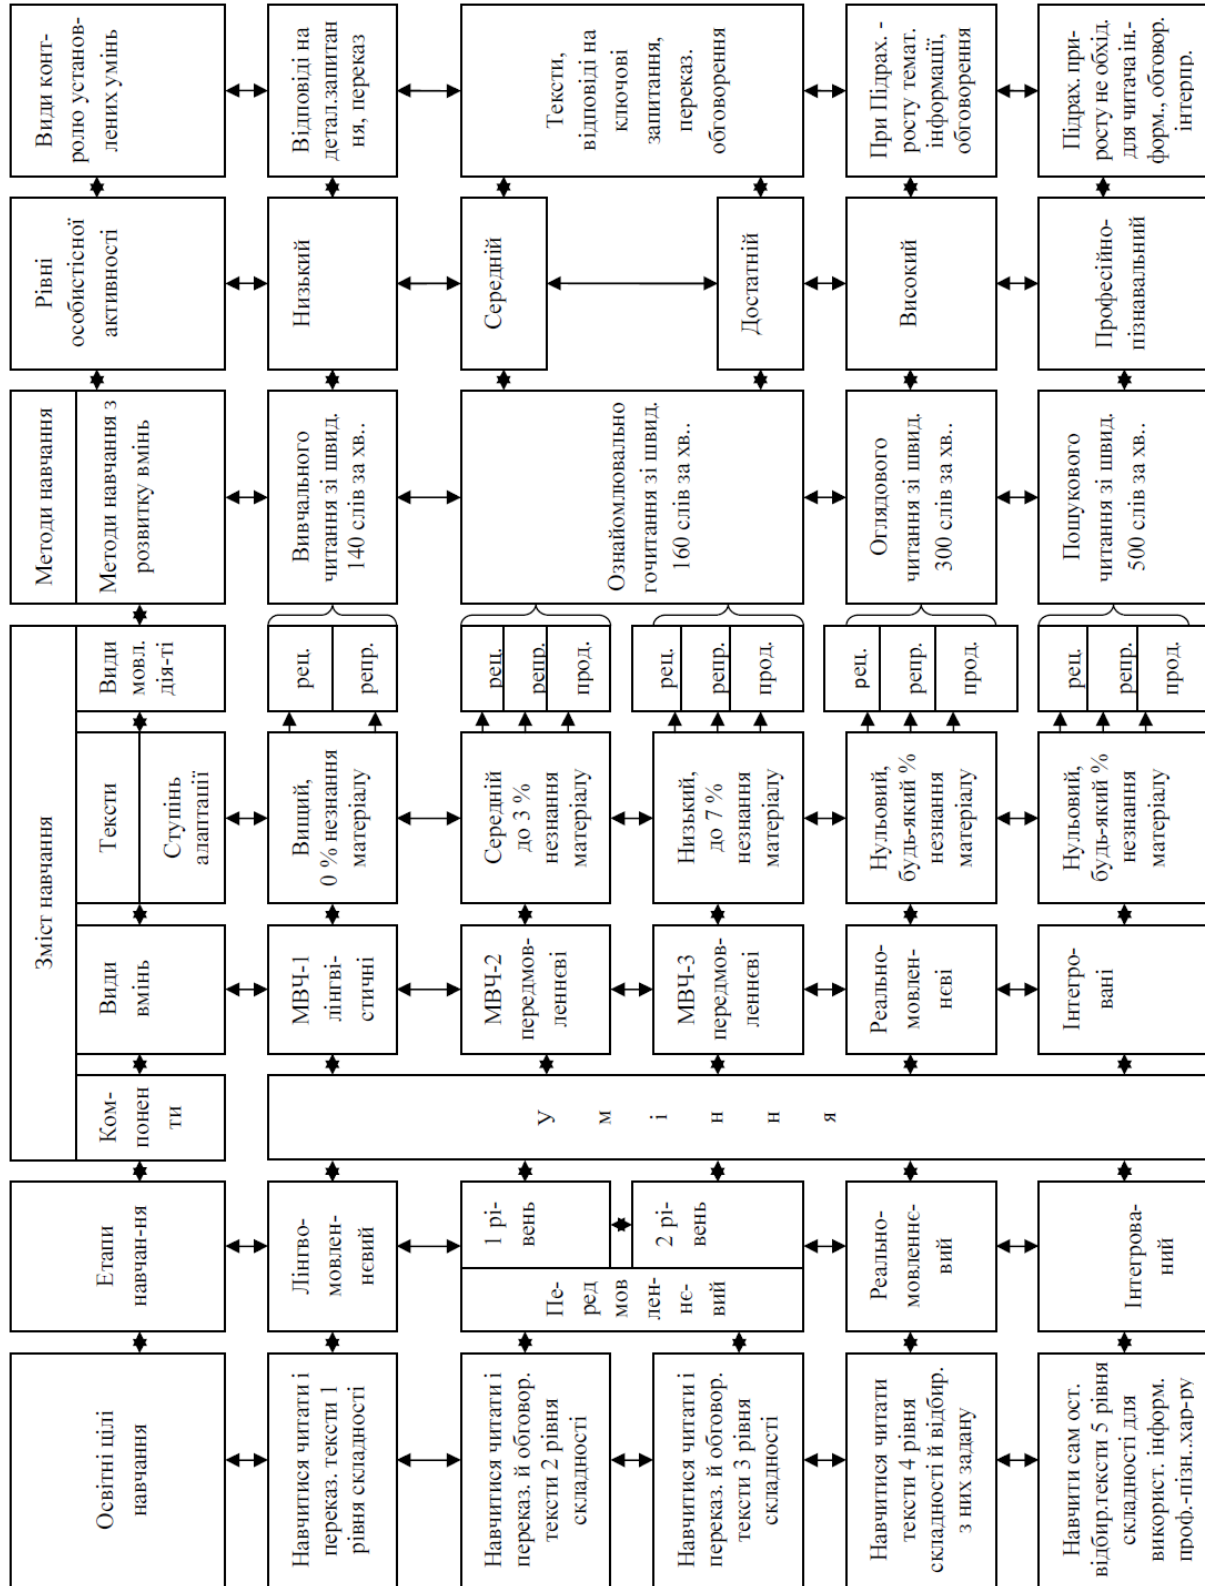 Освітні цілі
навчання
Етапи
навчан-ня
Зміст навчання
Ком-
понен
ти
Види
вмінь
Тексти
Ступінь
адаптації
Види
мовл.
дія-ті
Методи навчання
Методи навчання з
розвитку вмінь
Рівні
особистісної
активності
Види конт-
ролю установ-
лених умінь
Навчитися читати і
переказ. тексти 1
рівня складності
Лінгво-
мовлен-
нєвий
У
м
і
н
н
я
МВЧ-1
лінгві-
стичні
Вищий,
0 % незнання
матеріалу
рец.
репр.
Вивчального
читання зі швид.
140 слів за хв..
Низький
Відповіді на
детал.запитан
ня, переказ
Навчитися читати і
переказ. й обговор.
тексти 2 рівня
складності
Пе-
ред
мов
лен-
нє-
вий
1 рі-
вень
МВЧ-2
передмов-
леннєві
Середній
до 3 %
незнання
матеріалу
рец.
репр.
прод.
Ознайомлювально
гочитання зі швид.
160 слів за хв..
Середній
Тексти,
відповіді на
ключові
запитання,
переказ.
обговорення
Навчитися читати і
переказ. й обговор.
тексти 3 рівня
складності
2 рі-
вень
МВЧ-3
передмов-
леннєві
Низький,
до 7 %
незнання
матеріалу
рец.
репр.
прод.
Достатній
Навчитися читати
тексти 4 рівня
складності й відбир.
з них задану
Реально-
мовленнє-
вий
Реально-
мовлен-
нєві
Нульовий,
будь-який %
незнання
матеріалу
рец.
репр.
прод.
Оглядового
читання зі швид.
300 слів за хв..
Високий
При Підрах. -
росту темат.
інформації,
обговорення
Навчити сам ост.
відбир.тексти 5 рівня
складності для
використ. інформ.
проф.-пізн..хар-ру
Інтегрова-
ний
Інтегро-
вані
Нульовий,
будь-який %
незнання
матеріалу
рец.
репр.
прод.
Пошукового
читання зі швид.
500 слів за хв..
Професійно-
пізнавальний
Підрах. при-
росту не обхід.
для читача ін.-
форм., обговор.
інтерпр.